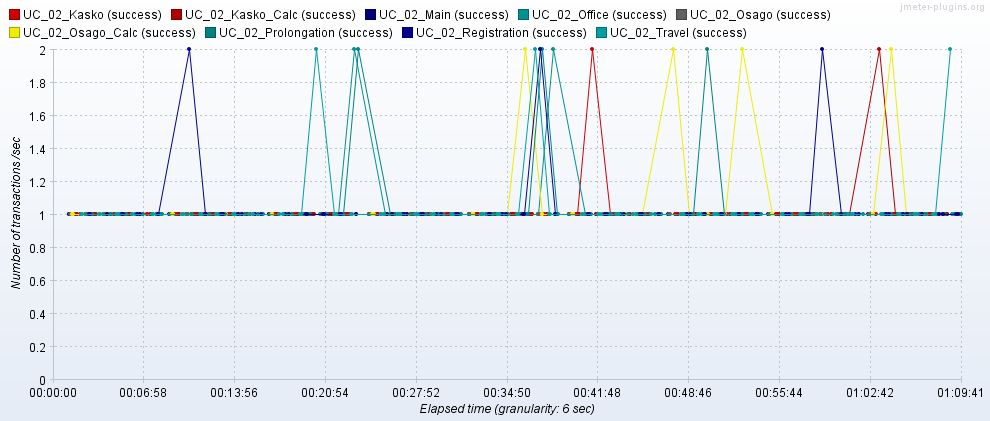 jmeter-plugins.org
UC_02_Kasko (success) UC_02_Kasko_Calc (success) UC_02_Main (success) UC_02_Office (success) UC_02_Osago (success)
UC_02_Osago_Calc (success) UC_02_Prolongation (success) UC_02_Registration (success) UC_02_Travel (success)
Number of transactions /sec
2
1.8
1.6
1.4
1.2
1
0.8
0.6
0.4
0.2
0
00:00:00 00:06:58 00:13:56 00:20:54 00:27:52 00:34:50 00:41:48 00:48:46 00:55:44 01:02:42 01:09:41
Elapsed time (granularity: 6 sec)